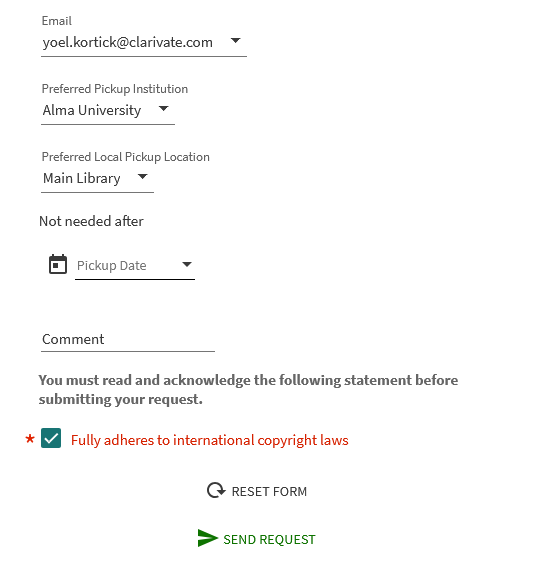 Email
yoel.kortick@clarivate.com
Preferred Pickup Institution
Alma University
Preferred Local Pickup Location
Main Library
Not needed after
Pickup Date
Comment
You must read and acknowledge the following statement before
submitting your request.
* Fully adheres to international copyright laws
RESET FORM
SEND REQUEST